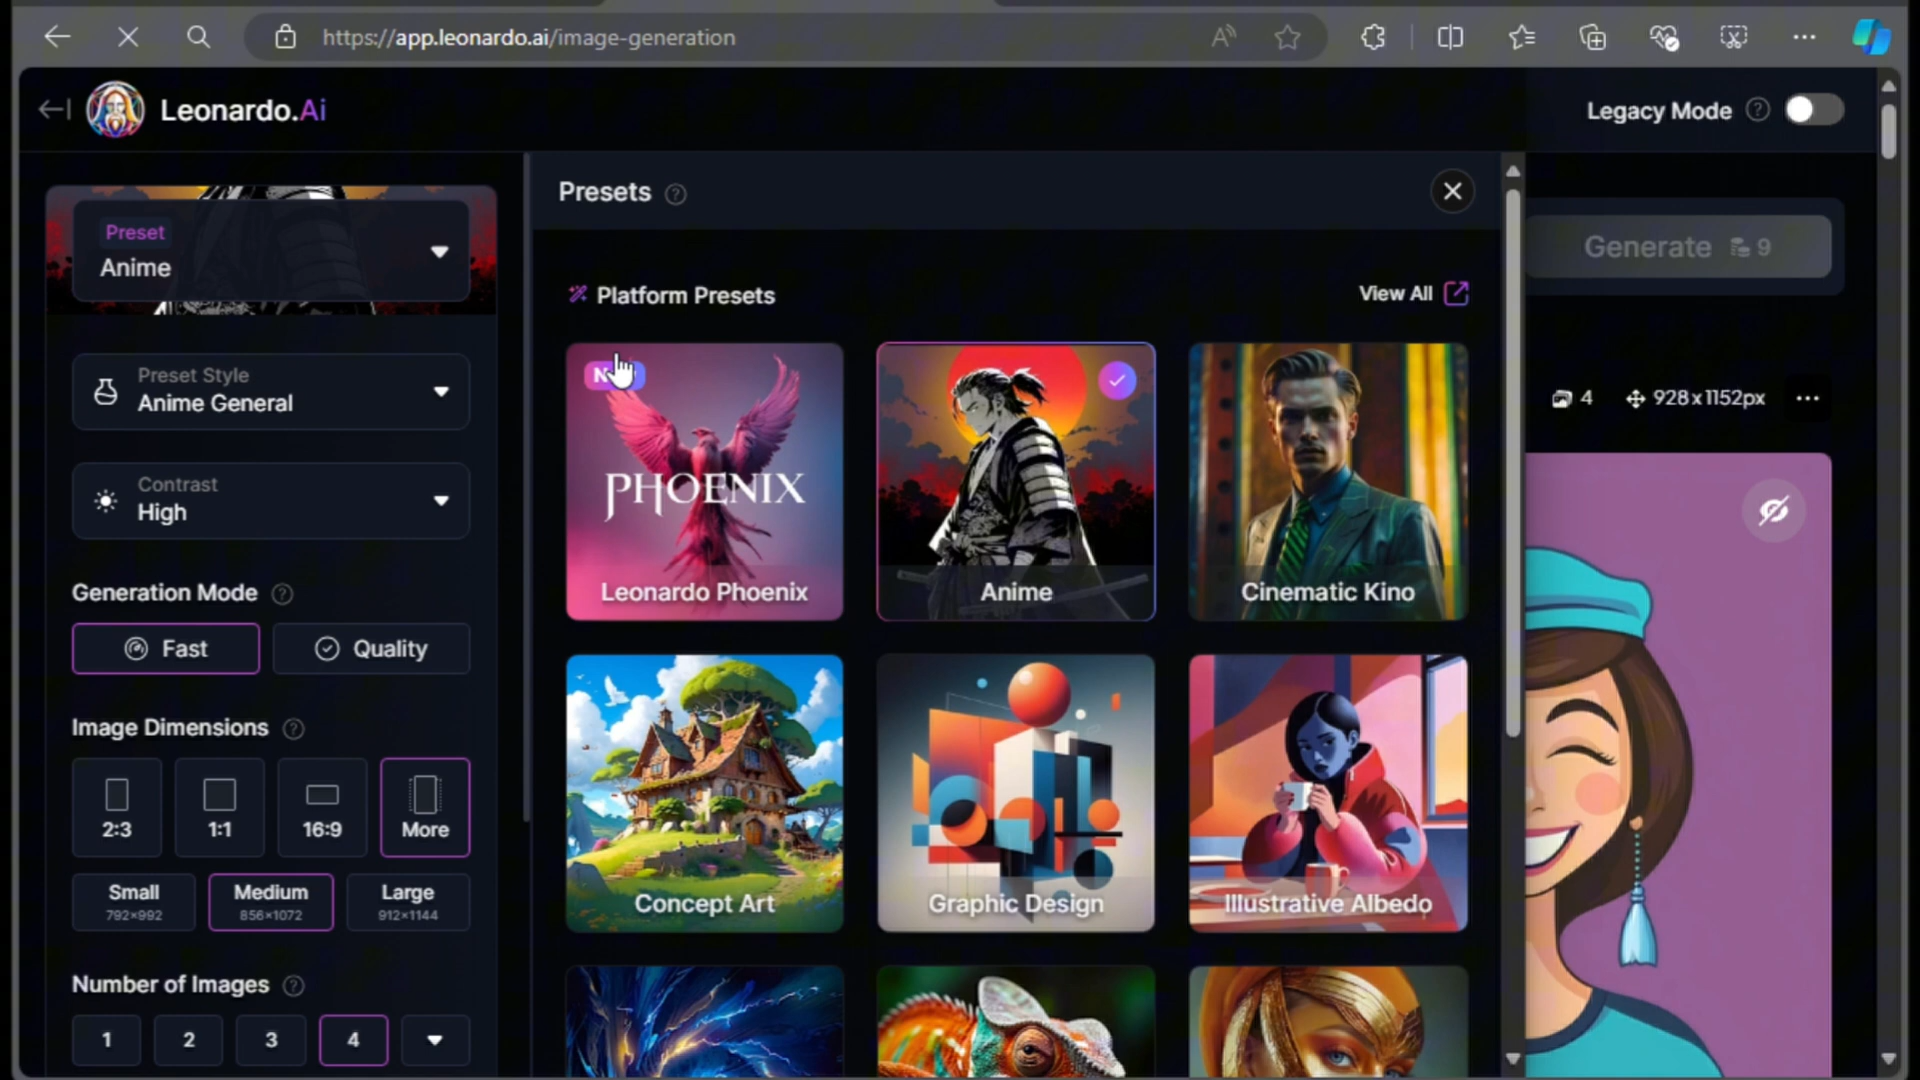 https://app.leonardo.ai/image-generation
Leonardo.Ai
Legacy Mode
Preset
Anime
Preset Style
Anime General
Contrast
High
Generation Mode
Fast
Quality
Image Dimensions
2:3
1:1
16:9
More
Small
792×992
Medium
856×1072
Large
912×1144
Number of Images
1
2
3
4
Presets
Platform Presets
View All
PHOENIX
Leonardo Phoenix
Anime
Cinematic Kino
Concept Art
Graphic Design
Illustrative Albedo
Generate 9
4
928 x 1152px